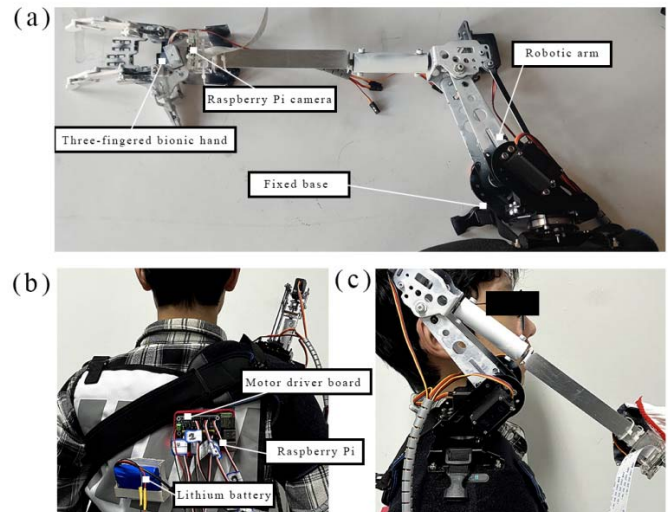 (a)
Robotic arm
Raspberry Pi camera
Three-fingered bionic hand
Fixed base
(b)
(c)
Motor driver board
Raspberry Pi
Lithium battery